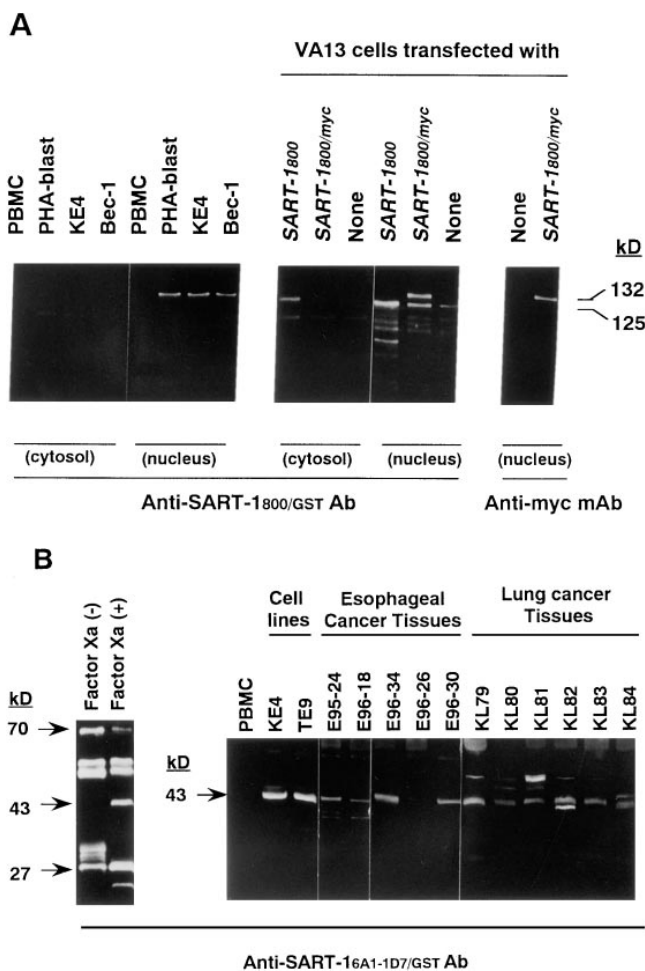 A
VA13 cells transfected with
PBMC
PHA-blast
KE4
Bec-1
PBMC
PHA-blast
KE4
Bec-1
SART-1800
SART-1800/myc
None
SART-1800
SART-1800/myc
None
None
SART-1800/myc
kD
132
125
(cytosol)
(nucleus)
(cytosol)
(nucleus)
(nucleus)
Anti-SART-1800/GST Ab
Anti-myc mAb
B
Factor Xa (-)
Factor Xa (+)
kD
70
43
27
Cell lines
Esophageal Cancer Tissues
Lung cancer Tissues
PBMC
KE4
TE9
E95-24
E96-18
E96-34
E96-26
E96-30
KL79
KL80
KL81
KL82
KL83
KL84
kD
43
Anti-SART-16A1-1D7/GST Ab